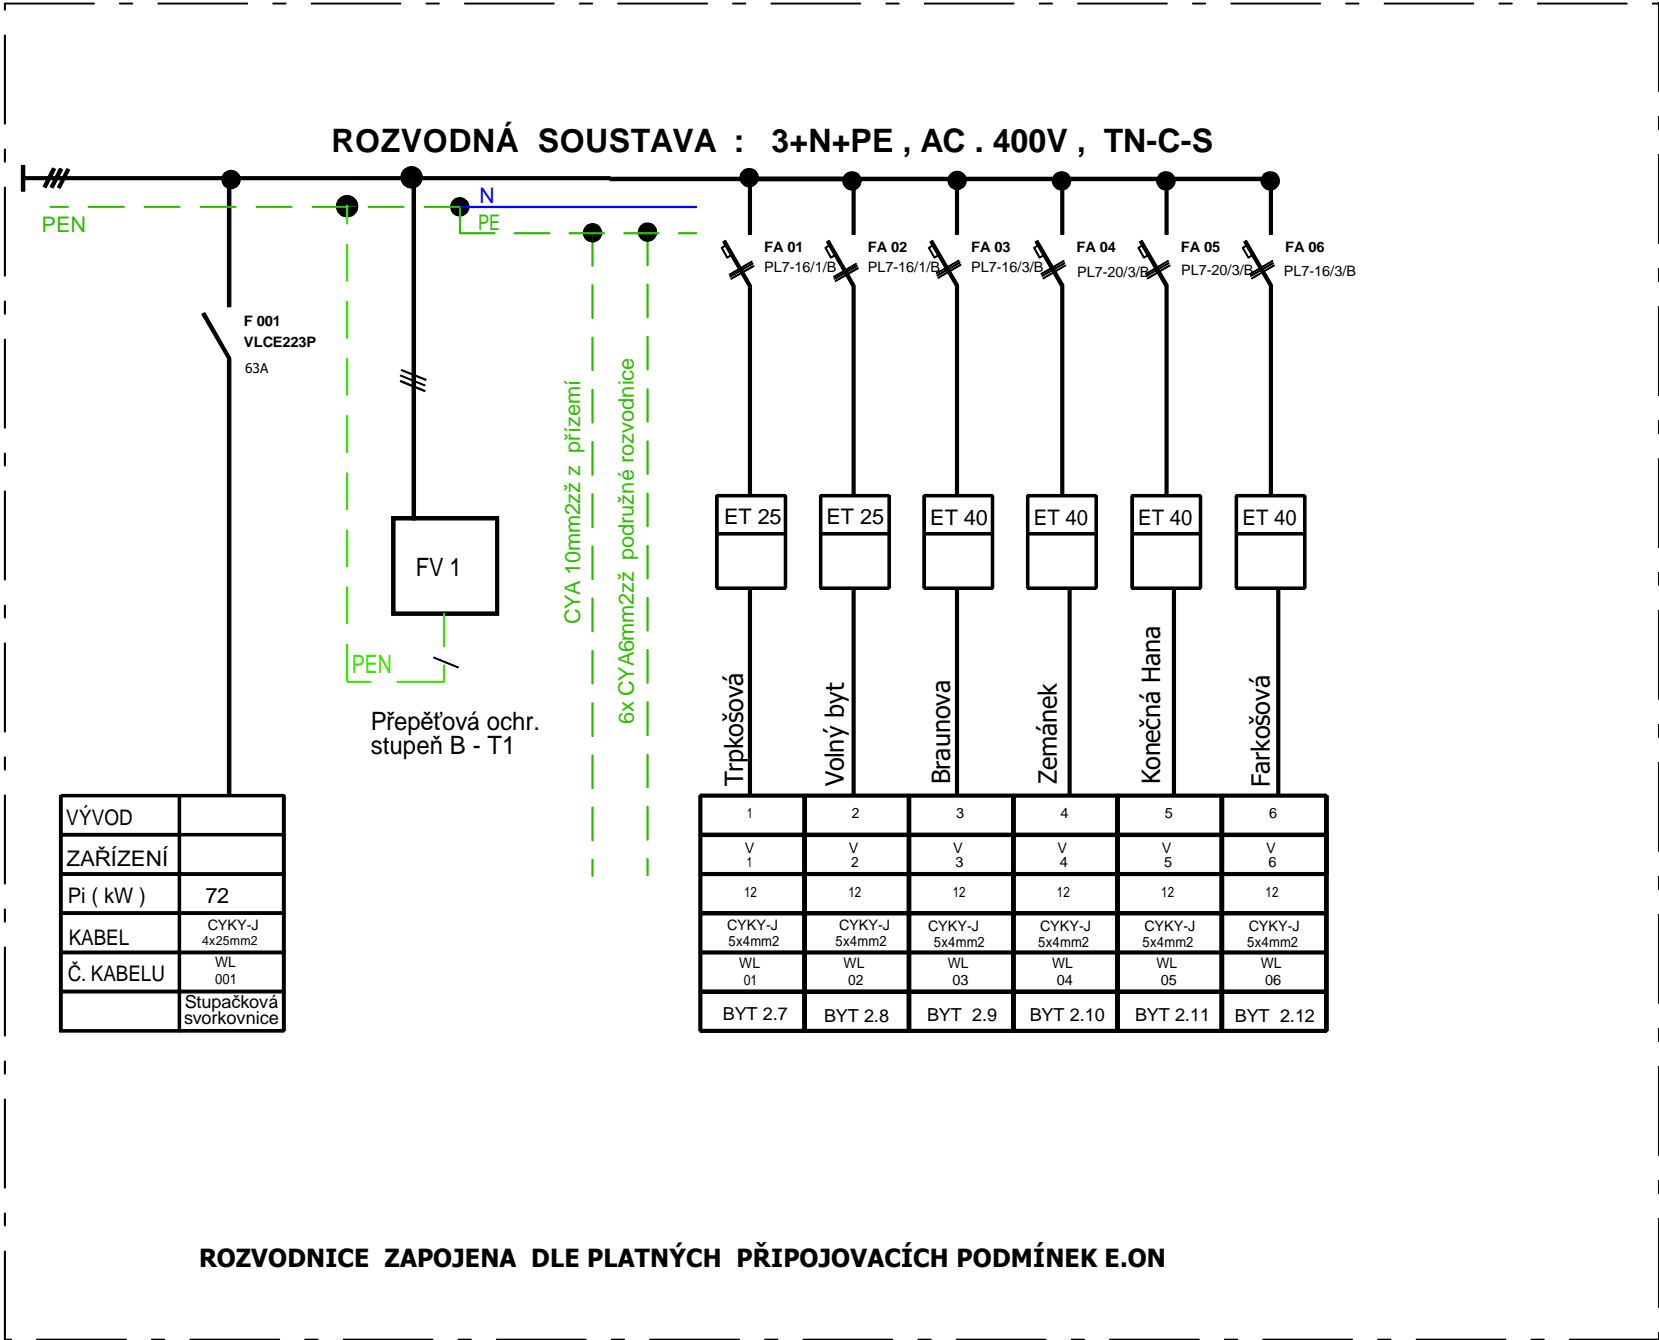 ROZVODNÁ SOUSTAVA : 3+N+PE , AC . 400V , TN-C-S
PEN
N
PE
F 001
VLCE223P
63A
FA 01
PL7-16/1/B
FA 02
PL7-16/1/B
FA 03
PL7-16/3/B
FA 04
PL7-20/3/B
FA 05
PL7-20/3/B
FA 06
PL7-16/3/B
CYA 10mm2zž z přízemí
6x CYA6mm2zž podružné rozvodnice
FV 1
PEN
Přepěťová ochr.
stupeň B - T1
ET 25
ET 25
ET 40
ET 40
ET 40
ET 40
Trpkošová
Volný byt
Braunova
Zemánek
Konečná Hana
Farkošová
VÝVOD
ZAŘÍZENÍ
Pi ( kW ) 72
KABEL CYKY-J
4x25mm2
Č. KABELU WL
001
Stupačková
svorkovnice
1 2 3 4 5 6
V V V V V V
1 2 3 4 5 6
12 12 12 12 12 12
CYKY-J CYKY-J CYKY-J CYKY-J CYKY-J CYKY-J
5x4mm2 5x4mm2 5x4mm2 5x4mm2 5x4mm2 5x4mm2
WL WL WL WL WL WL
01 02 03 04 05 06
BYT 2.7 BYT 2.8 BYT 2.9 BYT 2.10 BYT 2.11 BYT 2.12
ROZVODNICE ZAPOJENA DLE PLATNÝCH PŘIPOJOVACÍCH PODMÍNEK E.ON